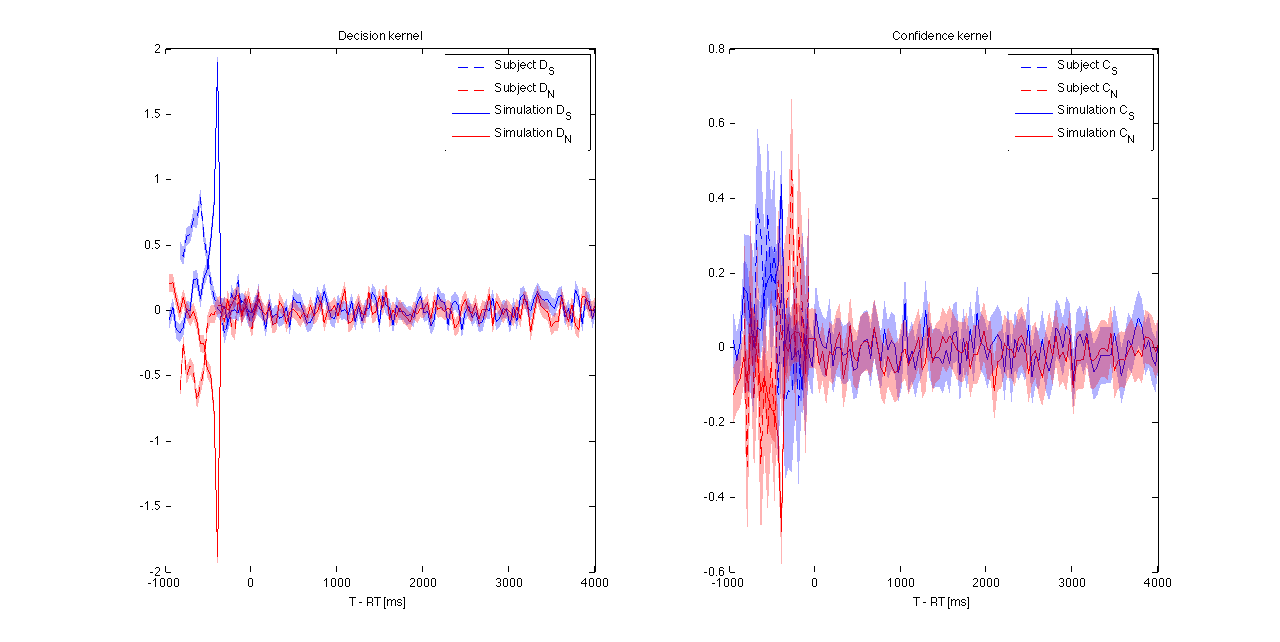 Decision kernel
2
1.5
1
0.5
0
-0.5
-1
-1.5
-2
-1000 0 1000 2000 3000 4000
T - RT [ms]
Subject D_S
Subject D_N
Simulation D_S
Simulation D_N
Confidence kernel
0.8
0.6
0.4
0.2
0
-0.2
-0.4
-0.6
-1000 0 1000 2000 3000 4000
T - RT [ms]
Subject C_S
Subject C_N
Simulation C_S
Simulation C_N